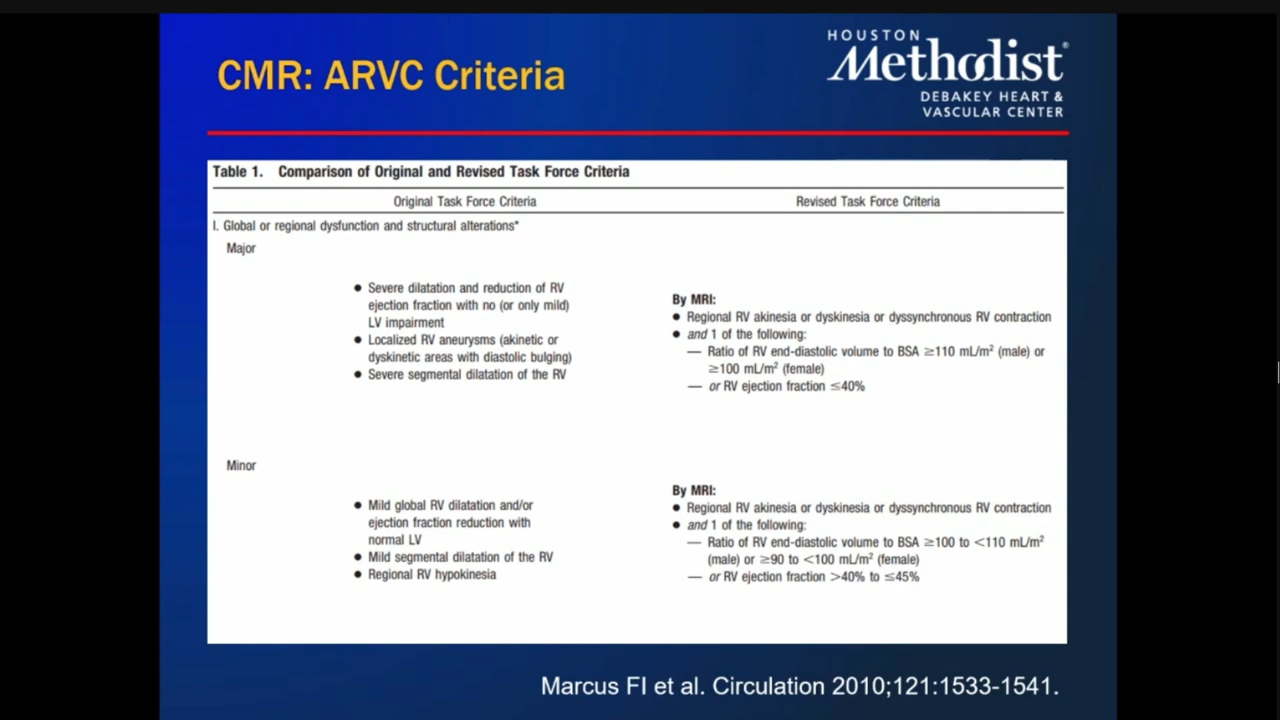 CMR: ARVC Criteria
HOUSTON
Methodist®
DEBAKEY HEART &
VASCULAR CENTER
Table 1. Comparison of Original and Revised Task Force Criteria
Original Task Force Criteria
Revised Task Force Criteria
I. Global or regional dysfunction and structural alterations*
Major
● Severe dilatation and reduction of RV
ejection fraction with no (or only mild)
LV impairment
● Localized RV aneurysms (akinetic or
dyskinetic areas with diastolic bulging)
● Severe segmental dilatation of the RV
By MRI:
● Regional RV akinesia or dyskinesia or dyssynchronous RV contraction
● and 1 of the following:
— Ratio of RV end-diastolic volume to BSA ≥110 mL/m² (male) or
≥100 mL/m² (female)
— or RV ejection fraction ≤40%
Minor
● Mild global RV dilatation and/or
ejection fraction reduction with
normal LV
● Mild segmental dilatation of the RV
● Regional RV hypokinesia
By MRI:
● Regional RV akinesia or dyskinesia or dyssynchronous RV contraction
● and 1 of the following:
— Ratio of RV end-diastolic volume to BSA ≥100 to <110 mL/m²
(male) or ≥90 to <100 mL/m² (female)
— or RV ejection fraction >40% to ≤45%
Marcus FI et al. Circulation 2010;121:1533-1541.